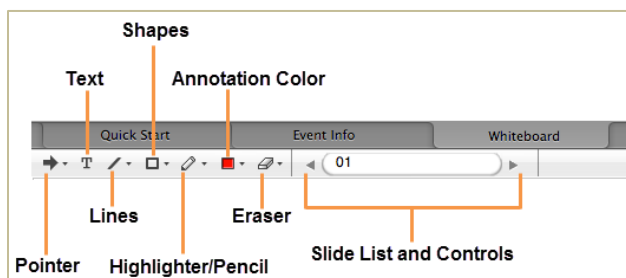 Shapes
Text
Annotation Color
Quick Start
Event Info
Whiteboard
T
01
Lines
Eraser
Pointer
Highlighter/Pencil
Slide List and Controls